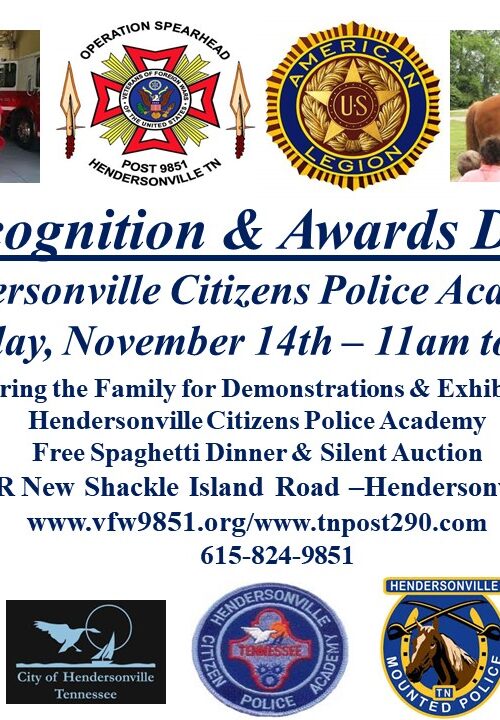 OPERATION SPEARHEAD
VETERANS OF FOREIGN WARS
OF THE UNITED STATES
POST 9851
HENDERSONVILLE TN
AMERICAN
U·S
LEGION
cognition & Awards D
ersonville Citizens Police Aca
day, November 14th – 11am to
ring the Family for Demonstrations & Exhib
Hendersonville Citizens Police Academy
Free Spaghetti Dinner & Silent Auction
R New Shackle Island Road –Hendersonv
www.vfw9851.org/www.tnpost290.com
615-824-9851
City of Hendersonville
Tennessee
HENDERSONVILLE
TENNESSEE
CITIZEN POLICE ACADEMY
HENDERSONVILLE
TN
MOUNTED POLICE